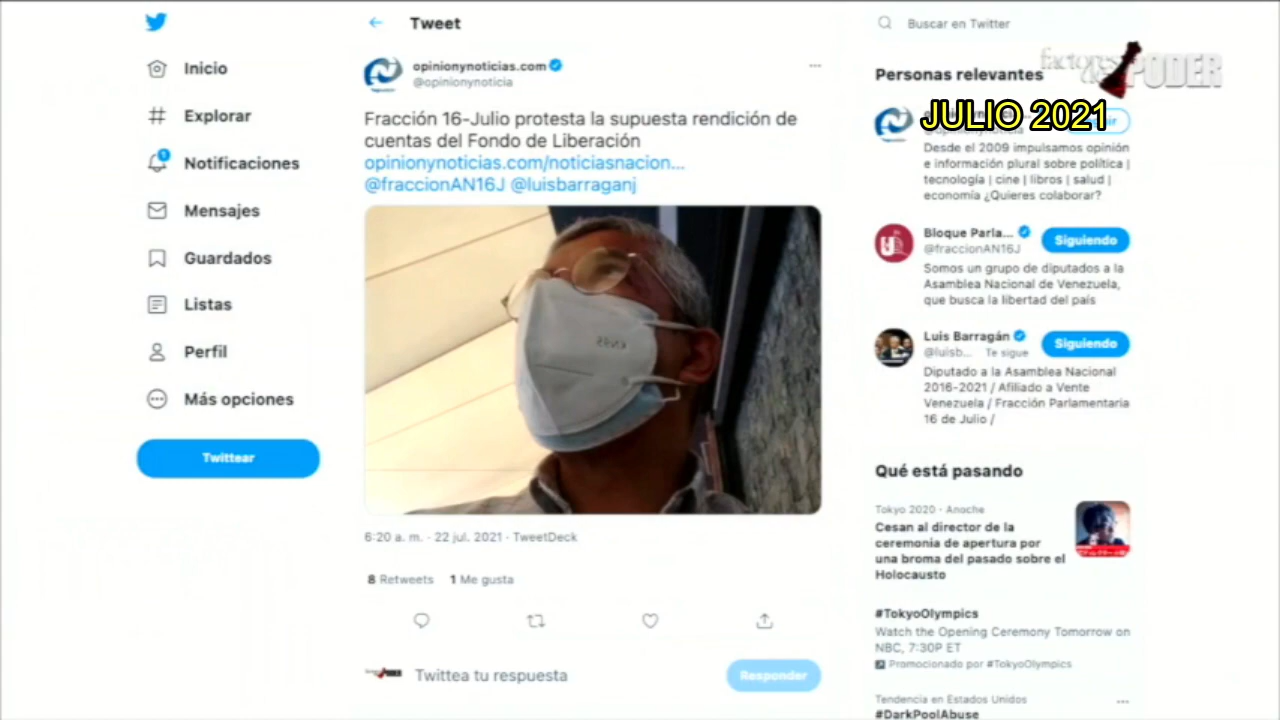 Tweet
Buscar en Twitter
factores
de PODER
Inicio
Explorar
1
Notificaciones
Mensajes
Guardados
Listas
Perfil
Más opciones
Twittear
opinionynoticias.com
@opinionynoticia
Fracción 16-Julio protesta la supuesta rendición de
cuentas del Fondo de Liberación
opinionynoticias.com/noticiasnacion...
@fraccionAN16J @luisbarraganj
KN95
6:20 a. m. · 22 jul. 2021 · TweetDeck
8 Retweets 1 Me gusta
Twittea tu respuesta
Responder
Personas relevantes
JULIO 2021
@opinionynoticia
Desde el 2009 impulsamos opinión
e información plural sobre política |
tecnología | cine | libros | salud |
economía ¿Quieres colaborar?
Bloque Parla...
Siguiendo
@fraccionAN16J
Somos un grupo de diputados a la
Asamblea Nacional de Venezuela,
que busca la libertad del país
Luis Barragán
Siguiendo
@luisb... Te sigue
Diputado a la Asamblea Nacional
2016-2021 / Afiliado a Vente
Venezuela / Fracción Parlamentaria
16 de Julio /
Qué está pasando
Tokyo 2020 · Anoche
Cesan al director de la
ceremonia de apertura por
una broma del pasado sobre el
Holocausto
#TokyoOlympics
Watch the Opening Ceremony Tomorrow on
NBC, 7:30P ET
Promocionado por #TokyoOlympics
Tendencia en Estados Unidos
#DarkPoolAbuse